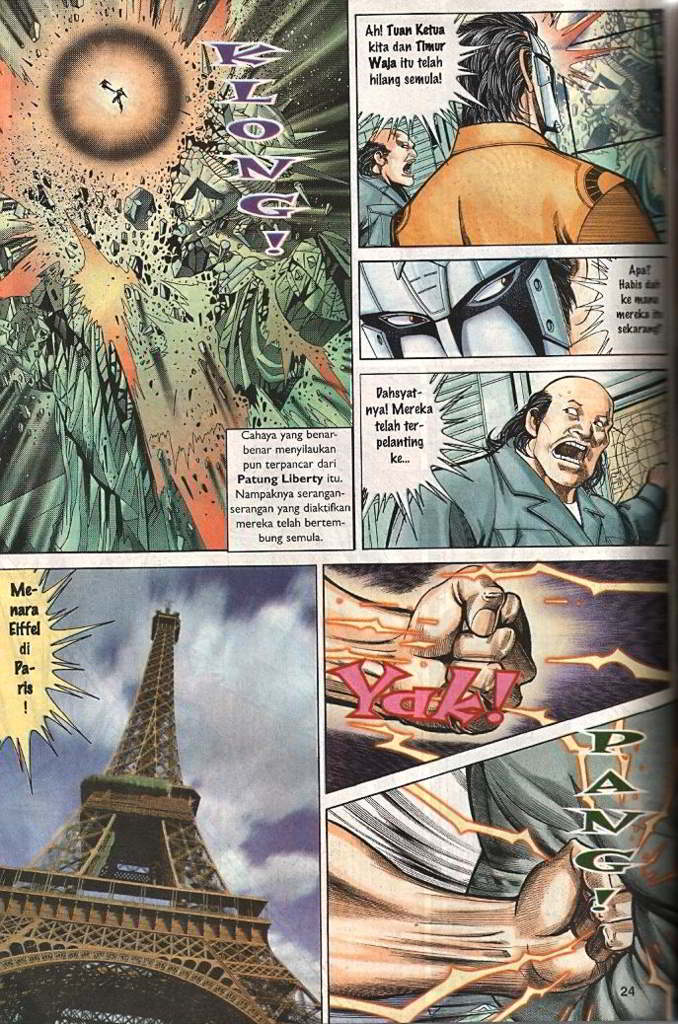 KLONG!
Cahaya yang benar-
benar menyilaukan
pun terpancar dari
Patung Liberty itu.
Nampaknya serangan-
serangan yang diaktifkan
mereka telah bertem-
bung semula.
Ah! Tuan Ketua
kita dan Timur
Waja itu telah
hilang semula!
Apa?
Habis dah
ke mana
mereka itu
sekarang?
Dahsyat-
nya! Mereka
telah ter-
pelanting
ke...
Me-
nara
Eiffel
di
Pa-
ris
!
Yak!
PANG!
24